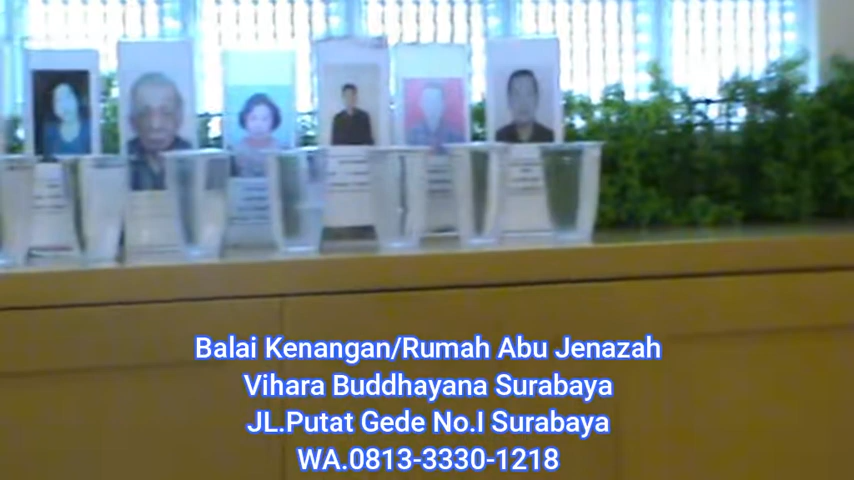 Balai Kenangan/Rumah Abu Jenazah
Vihara Buddhayana Surabaya
JL.Putat Gede No.I Surabaya
WA.0813-3330-1218